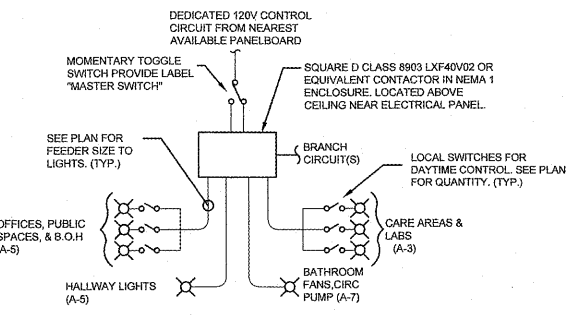 DEDICATED 120V CONTROL
CIRCUIT FROM NEAREST
AVAILABLE PANELBOARD
MOMENTARY TOGGLE
SWITCH PROVIDE LABEL
"MASTER SWITCH"
SQUARE D CLASS 8903 LXF40V02 OR
EQUIVALENT CONTACTOR IN NEMA 1
ENCLOSURE. LOCATED ABOVE
CEILING NEAR ELECTRICAL PANEL.
SEE PLAN FOR
FEEDER SIZE TO
LIGHTS. (TYP.)
BRANCH
CIRCUIT(S)
LOCAL SWITCHES FOR
DAYTIME CONTROL. SEE PLAN
FOR QUANTITY. (TYP.)
OFFICES, PUBLIC
SPACES, & B.O.H
(A-5)
CARE AREAS &
LABS
(A-3)
HALLWAY LIGHTS
(A-5)
BATHROOM
FANS,CIRC
PUMP (A-7)